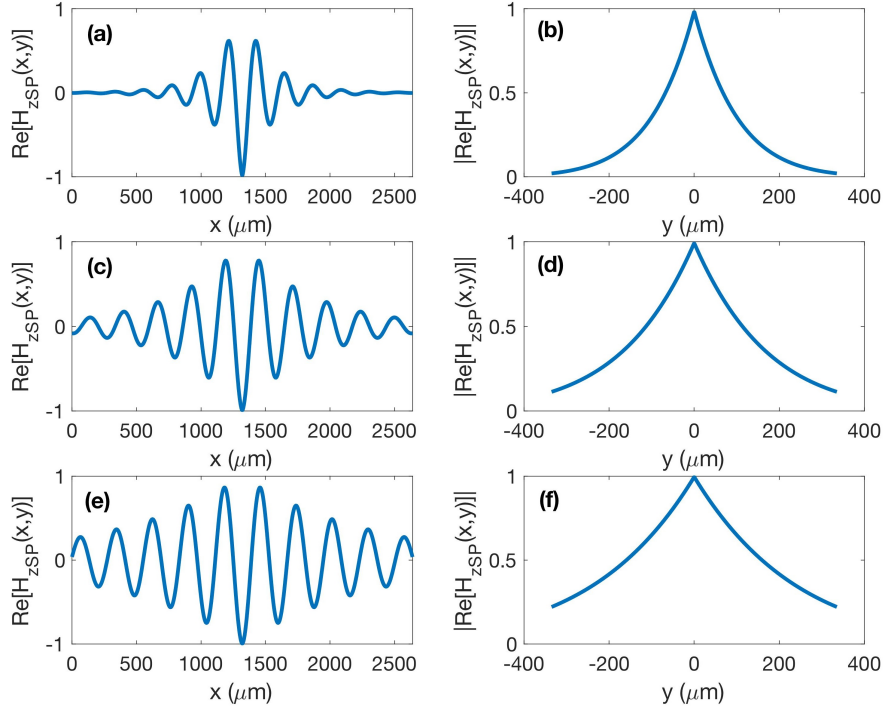 (a)
Re[H_zSP(x,y)]
1
0
-1
0 500 1000 1500 2000 2500
x (μm)
(b)
|Re[H_zSP(x,y)]|
1
0.5
0
-400 -200 0 200 400
y (μm)
(c)
Re[H_zSP(x,y)]
1
0
-1
0 500 1000 1500 2000 2500
x (μm)
(d)
|Re[H_zSP(x,y)]|
1
0.5
0
-400 -200 0 200 400
y (μm)
(e)
Re[H_zSP(x,y)]
1
0
-1
0 500 1000 1500 2000 2500
x (μm)
(f)
|Re[H_zSP(x,y)]|
1
0.5
0
-400 -200 0 200 400
y (μm)